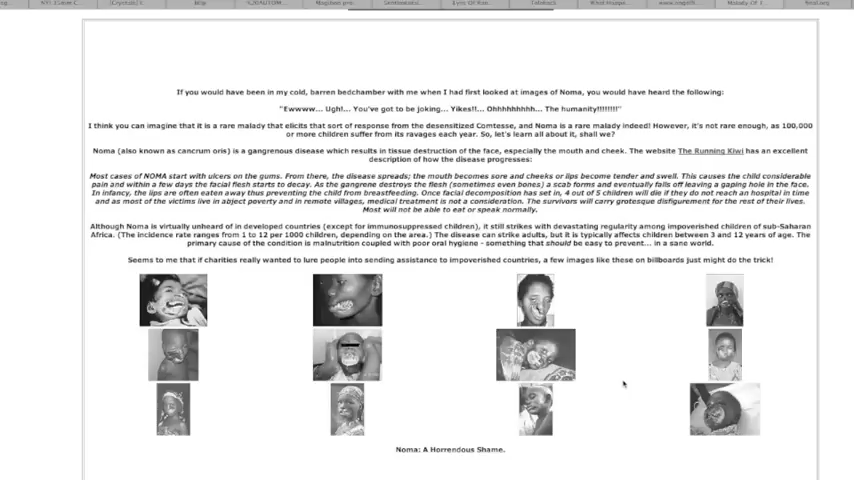 If you would have been in my cold, barren bedchamber with me when I had first looked at images of Noma, you would have heard the following:
"Ewwww... Ugh!... You've got to be joking... Yikes!!... Ohhhhhhhhh... The humanity!!!!!!!!"
I think you can imagine that it is a rare malady that elicits that sort of response from the desensitized Comtesse, and Noma is a rare malady indeed! However, it's not rare enough, as 100,000
or more children suffer from its ravages each year. So, let's learn all about it, shall we?
Noma (also known as cancrum oris) is a gangrenous disease which results in tissue destruction of the face, especially the mouth and cheek. The website The Running Kiwi has an excellent
description of how the disease progresses:
Most cases of NOMA start with ulcers on the gums. From there, the disease spreads; the mouth becomes sore and cheeks or lips become tender and swell. This causes the child considerable
pain and within a few days the facial flesh starts to decay. As the gangrene destroys the flesh (sometimes even bones) a scab forms and eventually falls off leaving a gaping hole in the face.
In infancy, the lips are often eaten away thus preventing the child from breastfeeding. Once facial decomposition has set in, 4 out of 5 children will die if they do not reach an hospital in time
and as most of the victims live in abject poverty and in remote villages, medical treatment is not a consideration. The survivors will carry grotesque disfigurement for the rest of their lives.
Most will not be able to eat or speak normally.
Although Noma is virtually unheard of in developed countries (except for immunosuppressed children), it still strikes with devastating regularity among impoverished children of sub-Saharan
Africa. (The incidence rate ranges from 1 to 12 per 1000 children, depending on the area.) The disease can strike adults, but it is typically affects children between 3 and 12 years of age. The
primary cause of the condition is malnutrition coupled with poor oral hygiene - something that should be easy to prevent... in a sane world.
Seems to me that if charities really wanted to lure people into sending assistance to impoverished countries, a few images like these on billboards just might do the trick!
Noma: A Horrendous Shame.